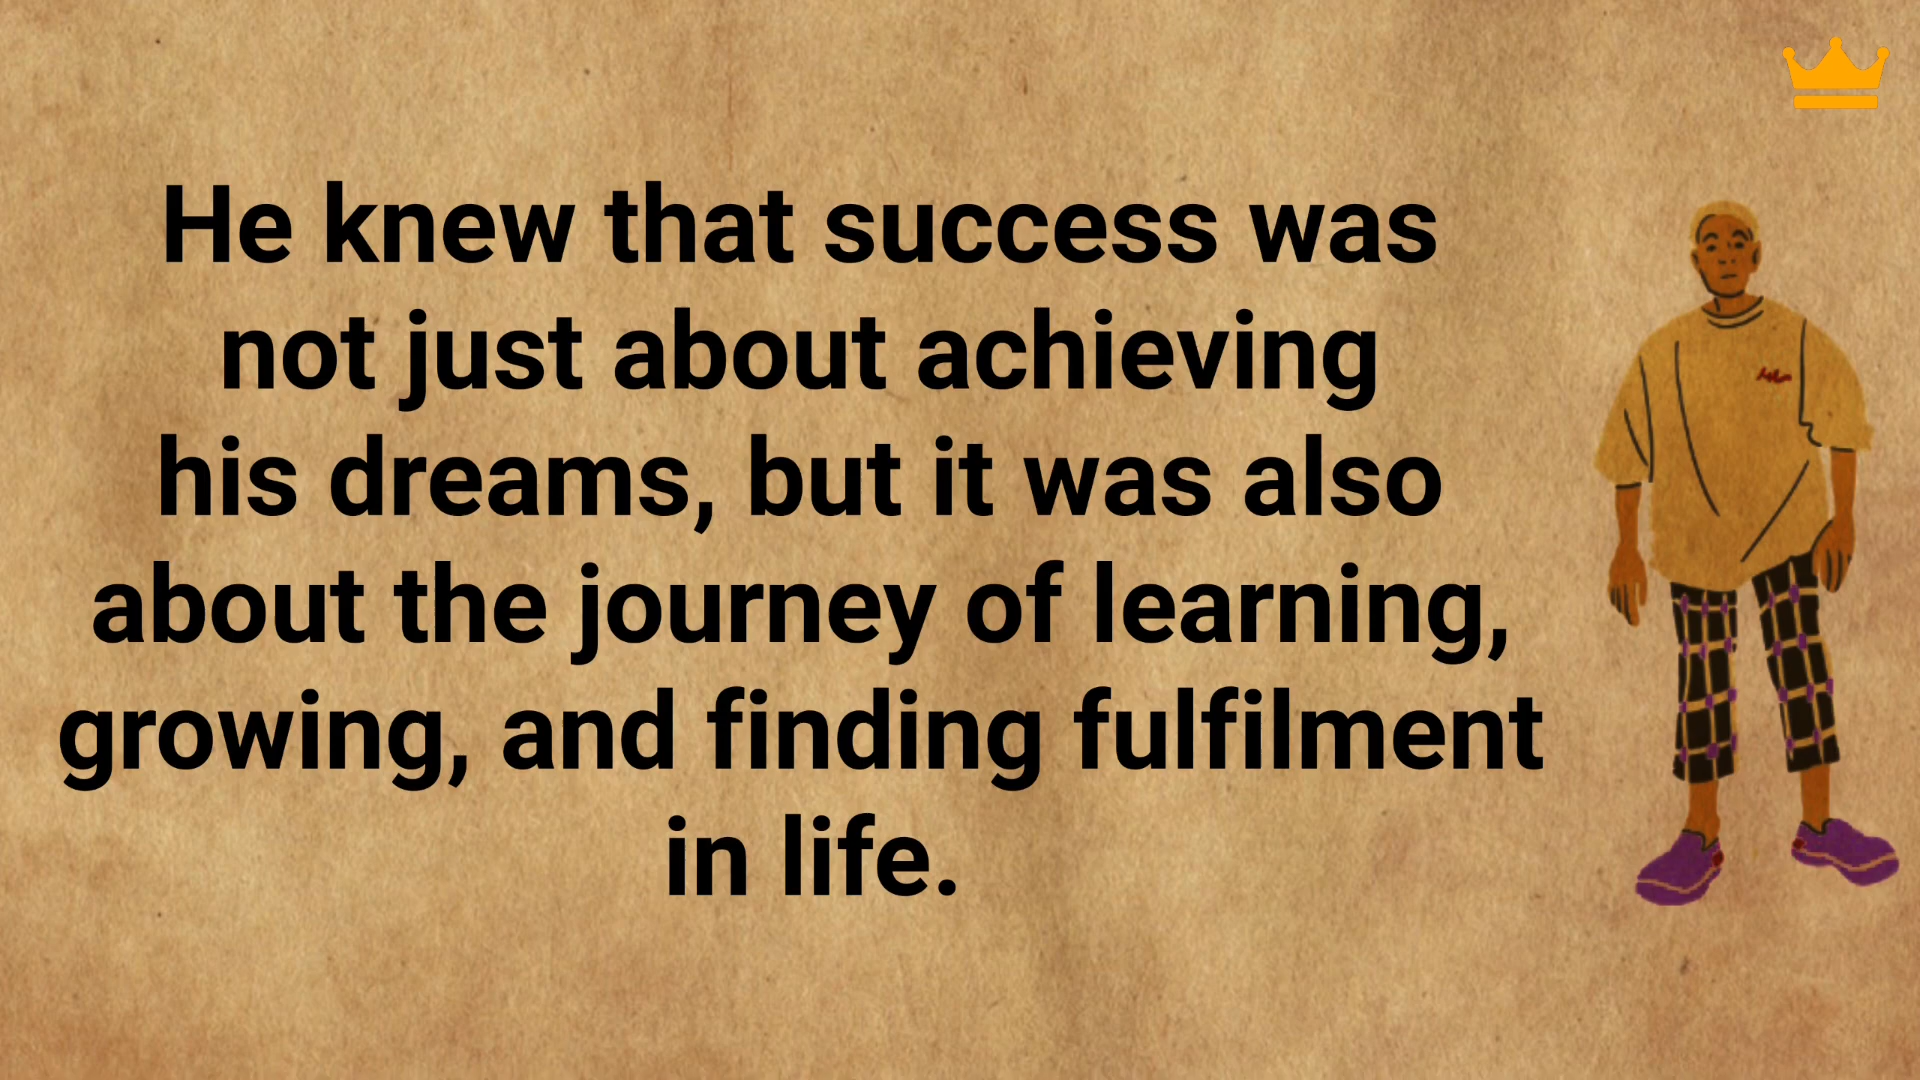 He knew that success was
not just about achieving
his dreams, but it was also
about the journey of learning,
growing, and finding fulfilment
in life.